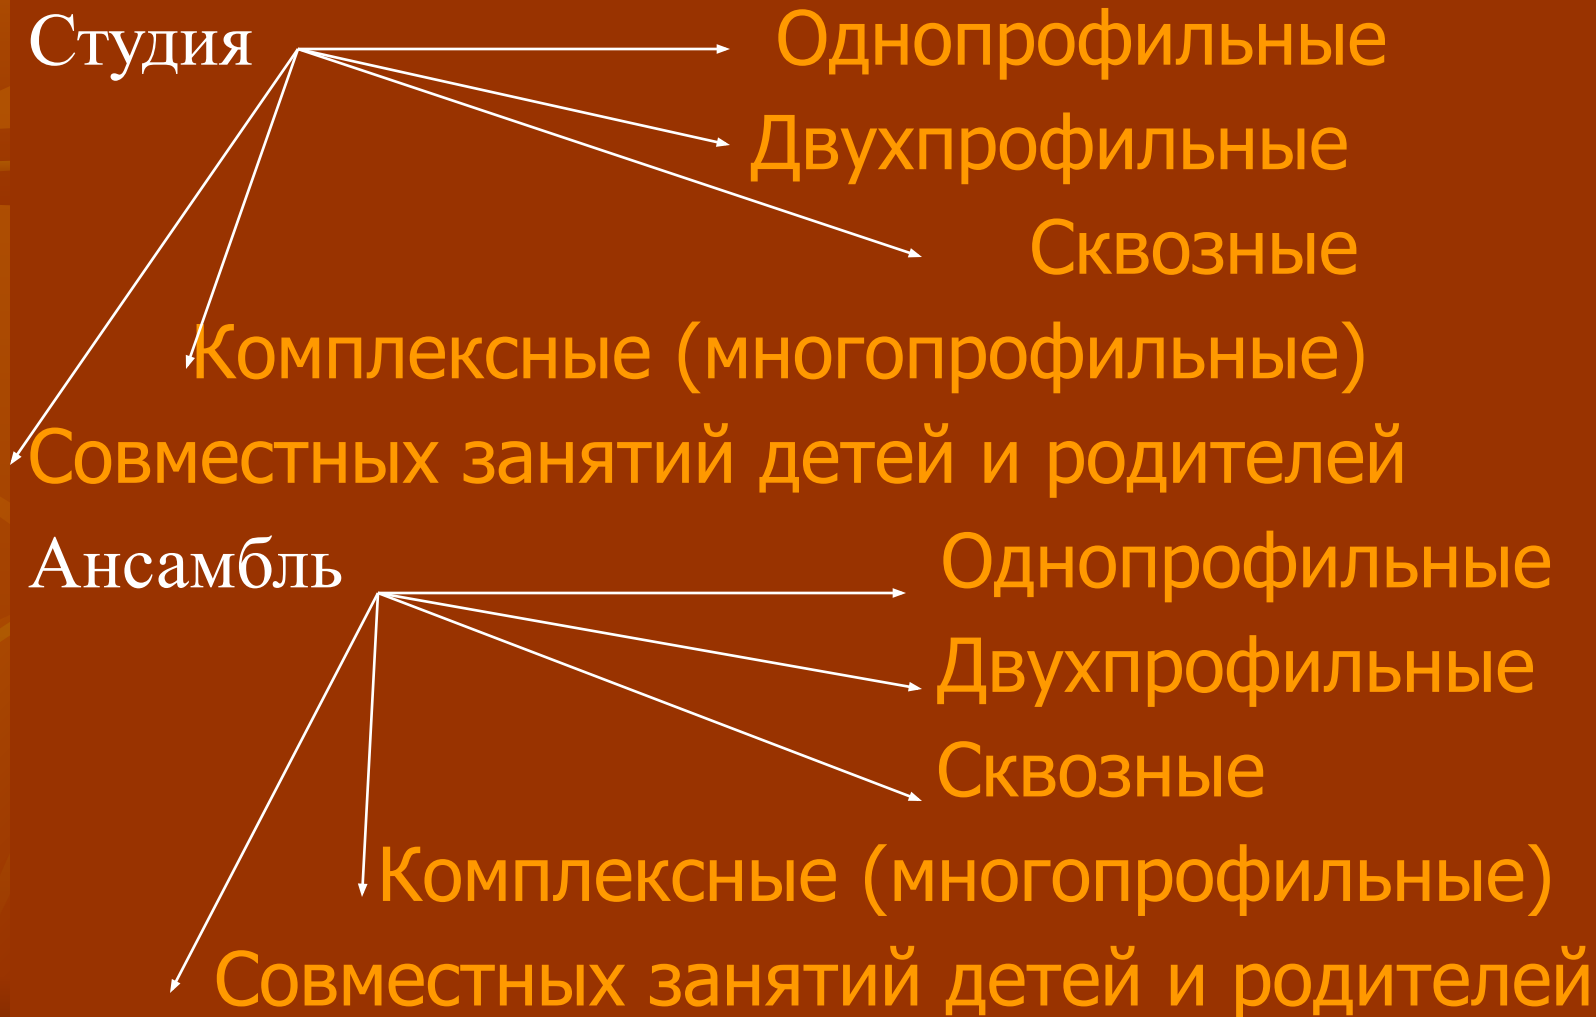 Студия Однопрофильные
Двухпрофильные
Сквозные
Комплексные (многопрофильные)
Совместных занятий детей и родителей
Ансамбль Однопрофильные
Двухпрофильные
Сквозные
Комплексные (многопрофильные)
Совместных занятий детей и родителей